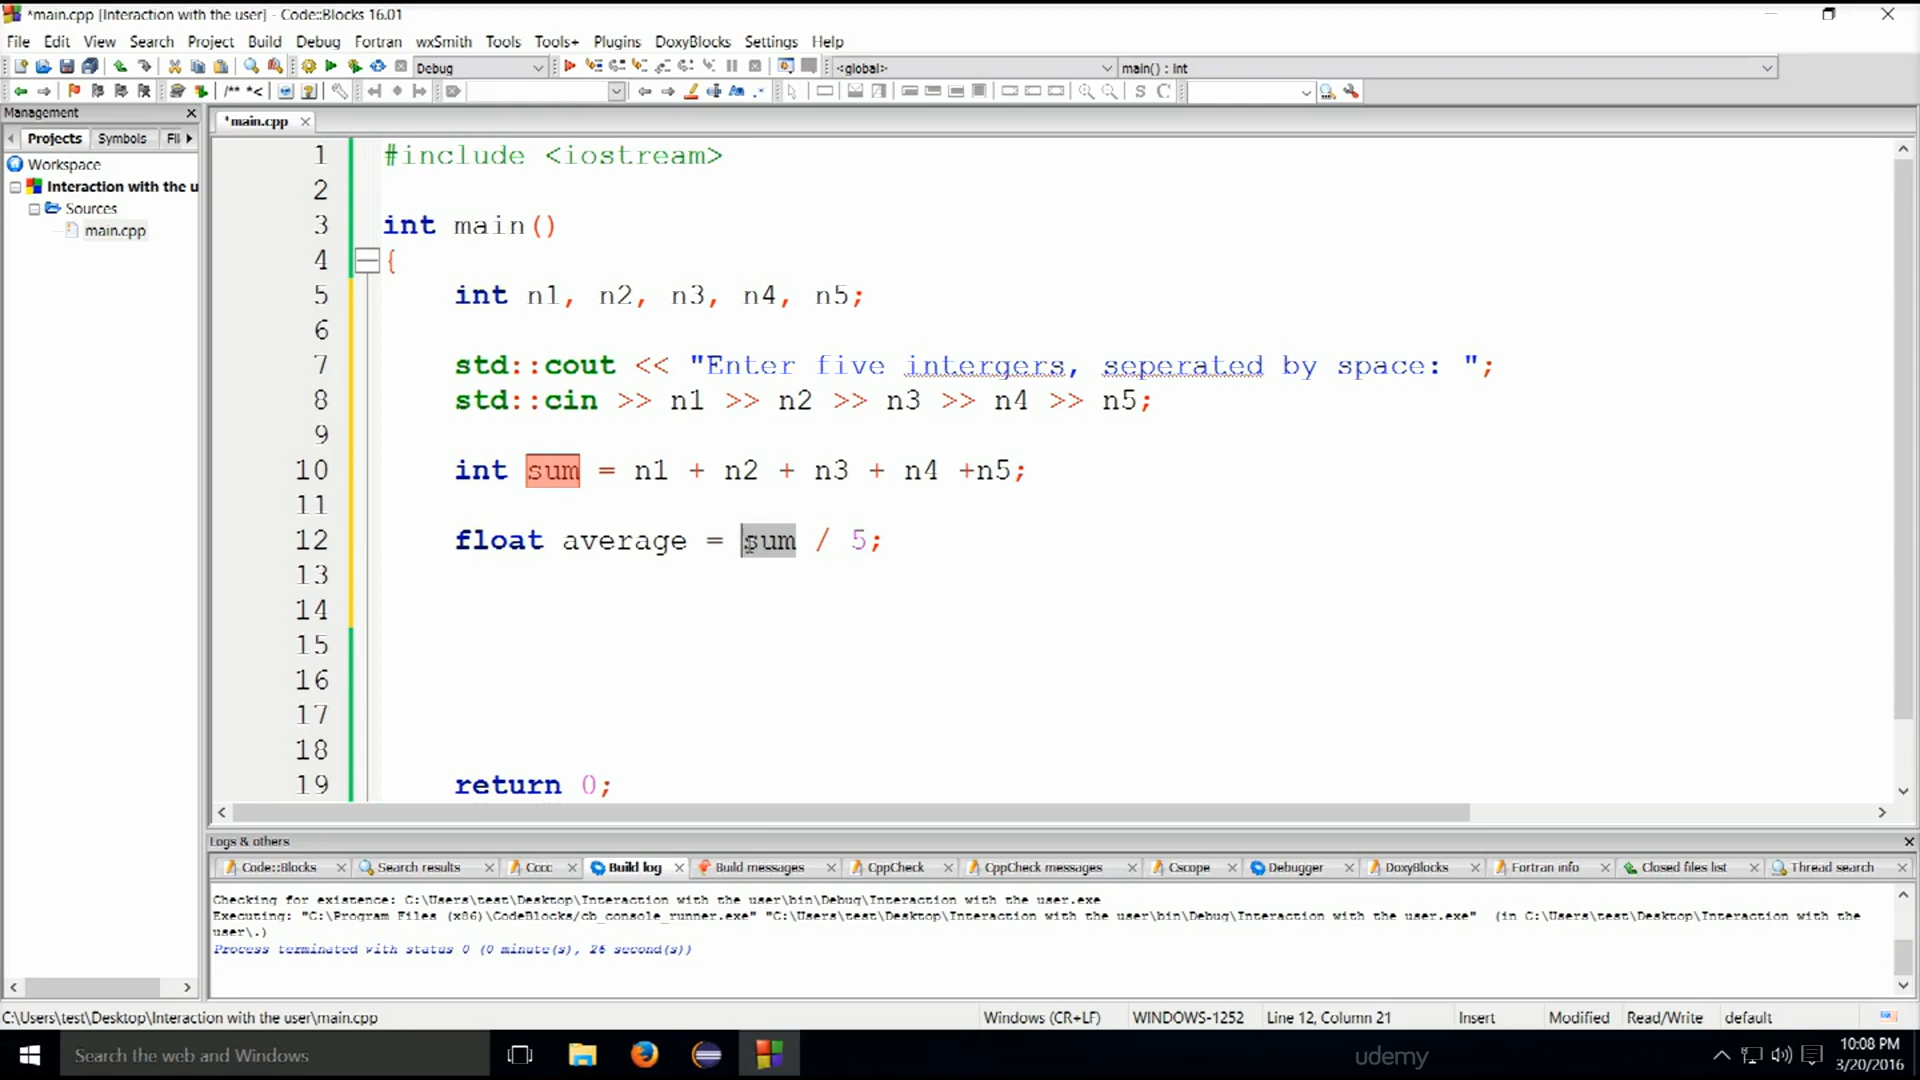 *main.cpp [Interaction with the user] - Code::Blocks 16.01
File Edit View Search Project Build Debug Fortran wxSmith Tools Tools+ Plugins DoxyBlocks Settings Help
Debug <global> main() : int
/** *<
S C
Management
*main.cpp
Projects Symbols Fil
Workspace
Interaction with the u
Sources
main.cpp
1 #include <iostream>
2
3 int main()
4 {
5 int n1, n2, n3, n4, n5;
6
7 std::cout << "Enter five intergers, seperated by space: ";
8 std::cin >> n1 >> n2 >> n3 >> n4 >> n5;
9
10 int sum = n1 + n2 + n3 + n4 +n5;
11
12 float average = sum / 5;
13
14
15
16
17
18
19 return 0;
Logs & others
Code::Blocks Search results Cccc Build log Build messages CppCheck CppCheck messages Cscope Debugger DoxyBlocks Fortran info Closed files list Thread search
Checking for existence: C:\Users\test\Desktop\Interaction with the user\bin\Debug\Interaction with the user.exe
Executing: "C:\Program Files (x86)\CodeBlocks/cb_console_runner.exe" "C:\Users\test\Desktop\Interaction with the user\bin\Debug\Interaction with the user.exe" (in C:\Users\test\Desktop\Interaction with the
user\.)
Process terminated with status 0 (0 minute(s), 26 second(s))
C:\Users\test\Desktop\Interaction with the user\main.cpp Windows (CR+LF) WINDOWS-1252 Line 12, Column 21 Insert Modified Read/Write default
Search the web and Windows
udemy
10:08 PM
3/20/2016